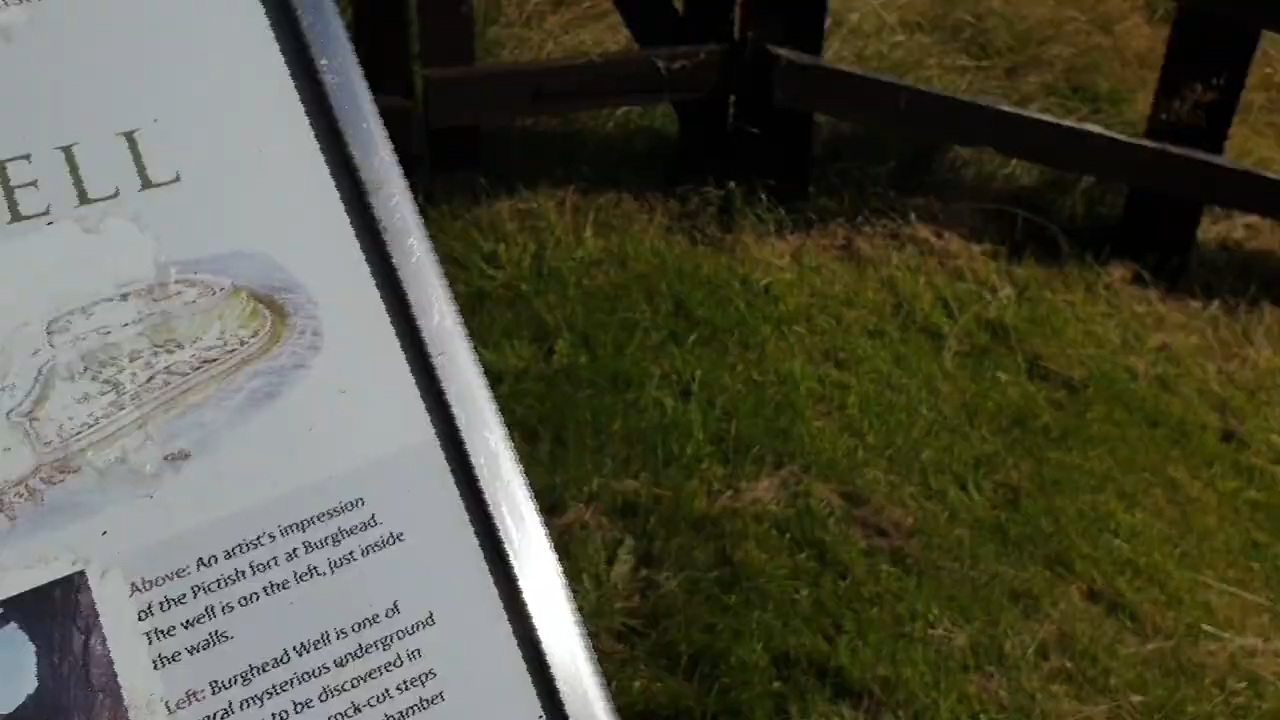 ELL
Above: An artist's impression
of the Pictish fort at Burghead.
The well is on the left, just inside
the walls.
Left: Burghead Well is one of
mysterious underground
to be discovered in
rock-cut steps